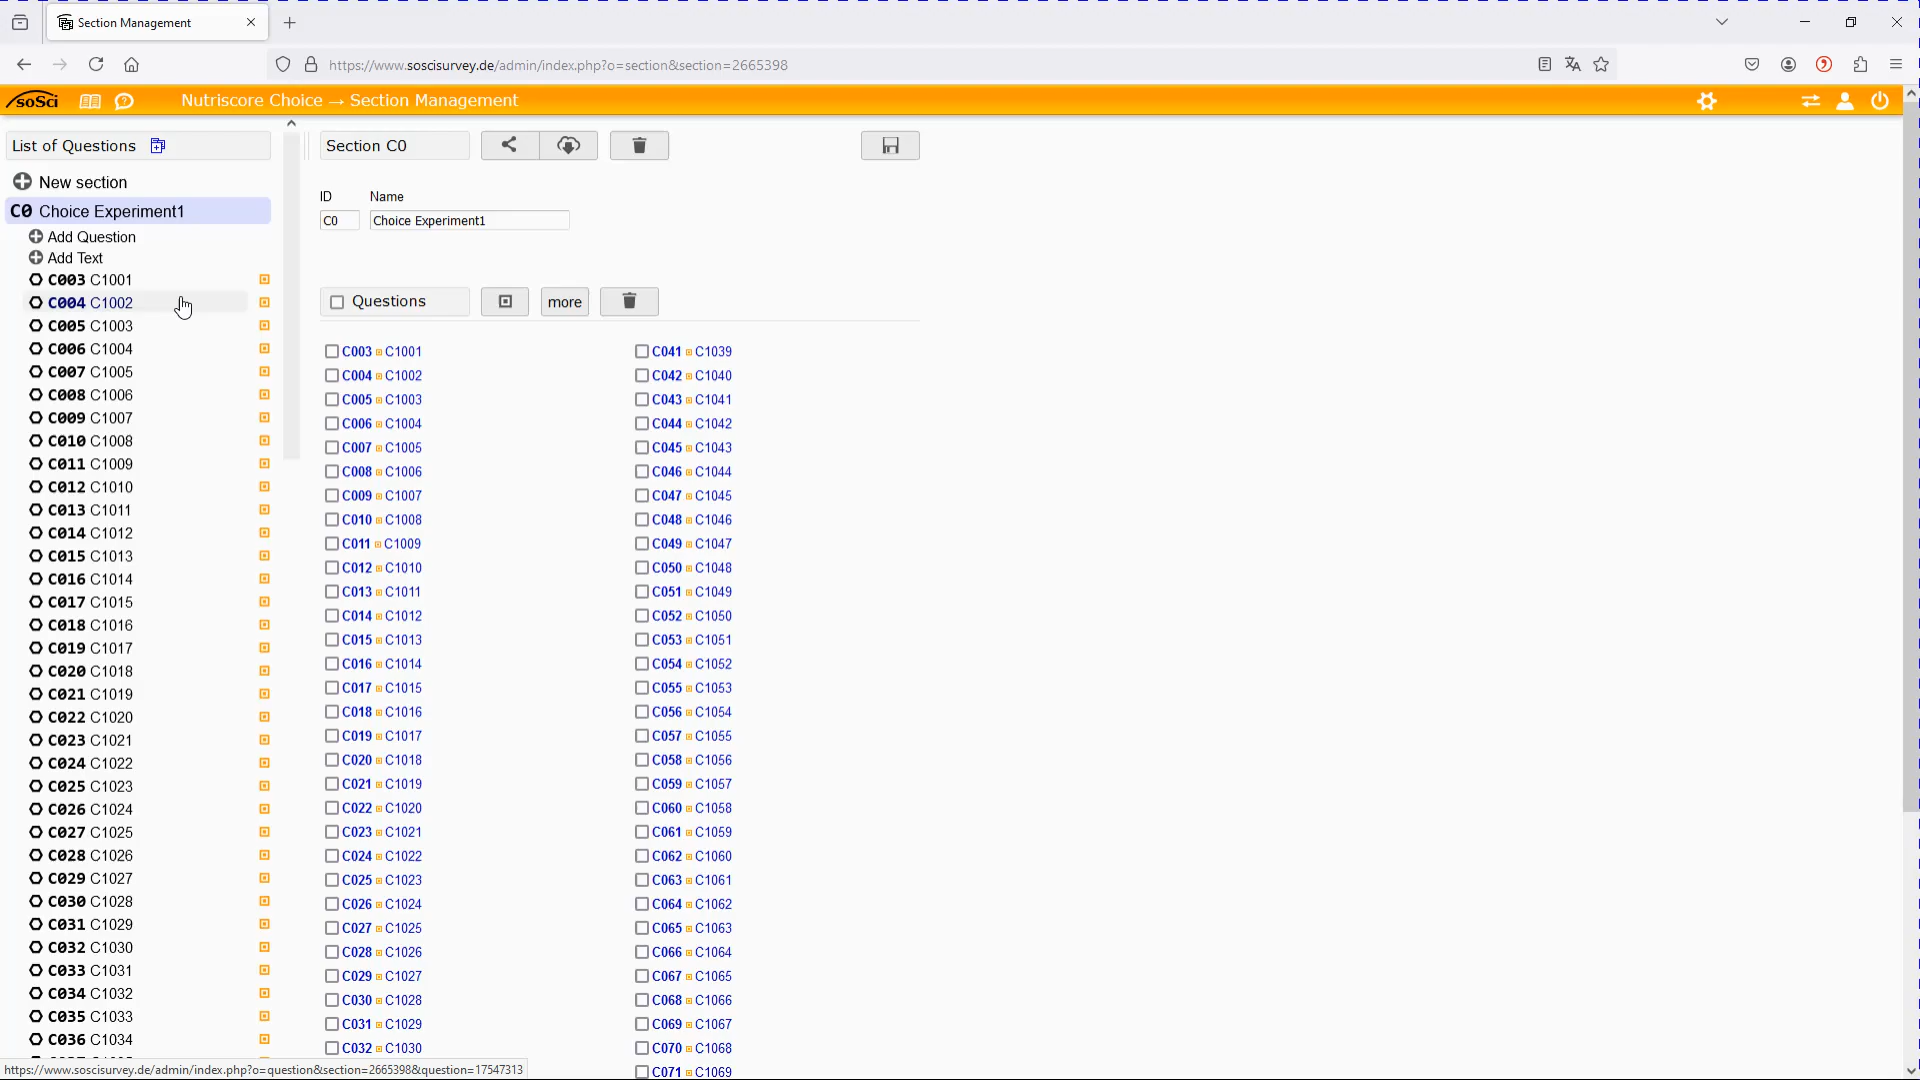 Section Management
https://www.soscisurvey.de/admin/index.php?o=section&section=2665398
soSci
Nutriscore Choice → Section Management
List of Questions
New section
C0 Choice Experiment1
Add Question
Add Text
C003 C1001
C004 C1002
C005 C1003
C006 C1004
C007 C1005
C008 C1006
C009 C1007
C010 C1008
C011 C1009
C012 C1010
C013 C1011
C014 C1012
C015 C1013
C016 C1014
C017 C1015
C018 C1016
C019 C1017
C020 C1018
C021 C1019
C022 C1020
C023 C1021
C024 C1022
C025 C1023
C026 C1024
C027 C1025
C028 C1026
C029 C1027
C030 C1028
C031 C1029
C032 C1030
C033 C1031
C034 C1032
C035 C1033
C036 C1034
Section C0
ID Name
C0 Choice Experiment1
Questions more
C003 C1001
C004 C1002
C005 C1003
C006 C1004
C007 C1005
C008 C1006
C009 C1007
C010 C1008
C011 C1009
C012 C1010
C013 C1011
C014 C1012
C015 C1013
C016 C1014
C017 C1015
C018 C1016
C019 C1017
C020 C1018
C021 C1019
C022 C1020
C023 C1021
C024 C1022
C025 C1023
C026 C1024
C027 C1025
C028 C1026
C029 C1027
C030 C1028
C031 C1029
C032 C1030
C041 C1039
C042 C1040
C043 C1041
C044 C1042
C045 C1043
C046 C1044
C047 C1045
C048 C1046
C049 C1047
C050 C1048
C051 C1049
C052 C1050
C053 C1051
C054 C1052
C055 C1053
C056 C1054
C057 C1055
C058 C1056
C059 C1057
C060 C1058
C061 C1059
C062 C1060
C063 C1061
C064 C1062
C065 C1063
C066 C1064
C067 C1065
C068 C1066
C069 C1067
C070 C1068
C071 C1069
https://www.soscisurvey.de/admin/index.php?o=question&section=2665398&question=17547313